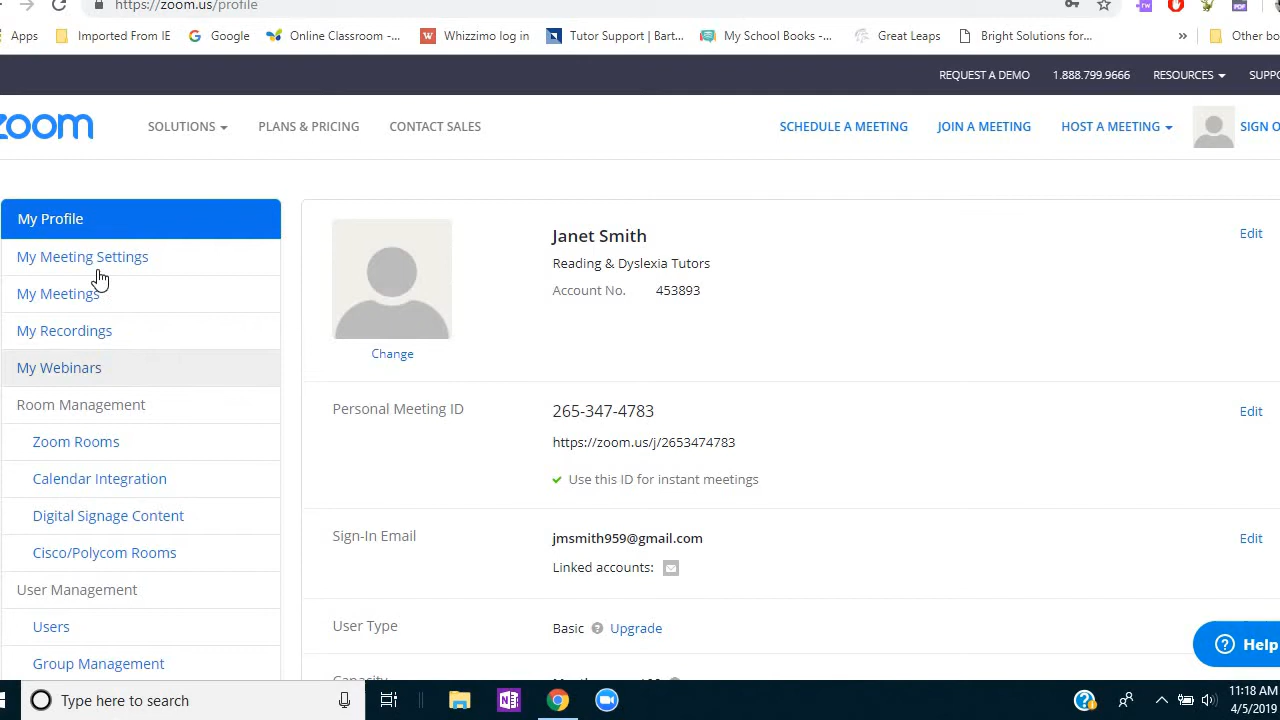 https://zoom.us/profile
Apps Imported From IE Google Online Classroom -... Whizzimo log in Tutor Support | Bart... My School Books -... Great Leaps Bright Solutions for... » Other bo
REQUEST A DEMO 1.888.799.9666 RESOURCES SUPPO
zoom SOLUTIONS PLANS & PRICING CONTACT SALES SCHEDULE A MEETING JOIN A MEETING HOST A MEETING SIGN O
My Profile
My Meeting Settings
My Meetings
My Recordings
My Webinars
Room Management
Zoom Rooms
Calendar Integration
Digital Signage Content
Cisco/Polycom Rooms
User Management
Users
Group Management
Change
Janet Smith Edit
Reading & Dyslexia Tutors
Account No. 453893
Personal Meeting ID 265-347-4783 Edit
https://zoom.us/j/2653474783
Use this ID for instant meetings
Sign-In Email jmsmith959@gmail.com Edit
Linked accounts:
User Type Basic Upgrade
Capacity
Help
Type here to search
11:18 AM
4/5/2019